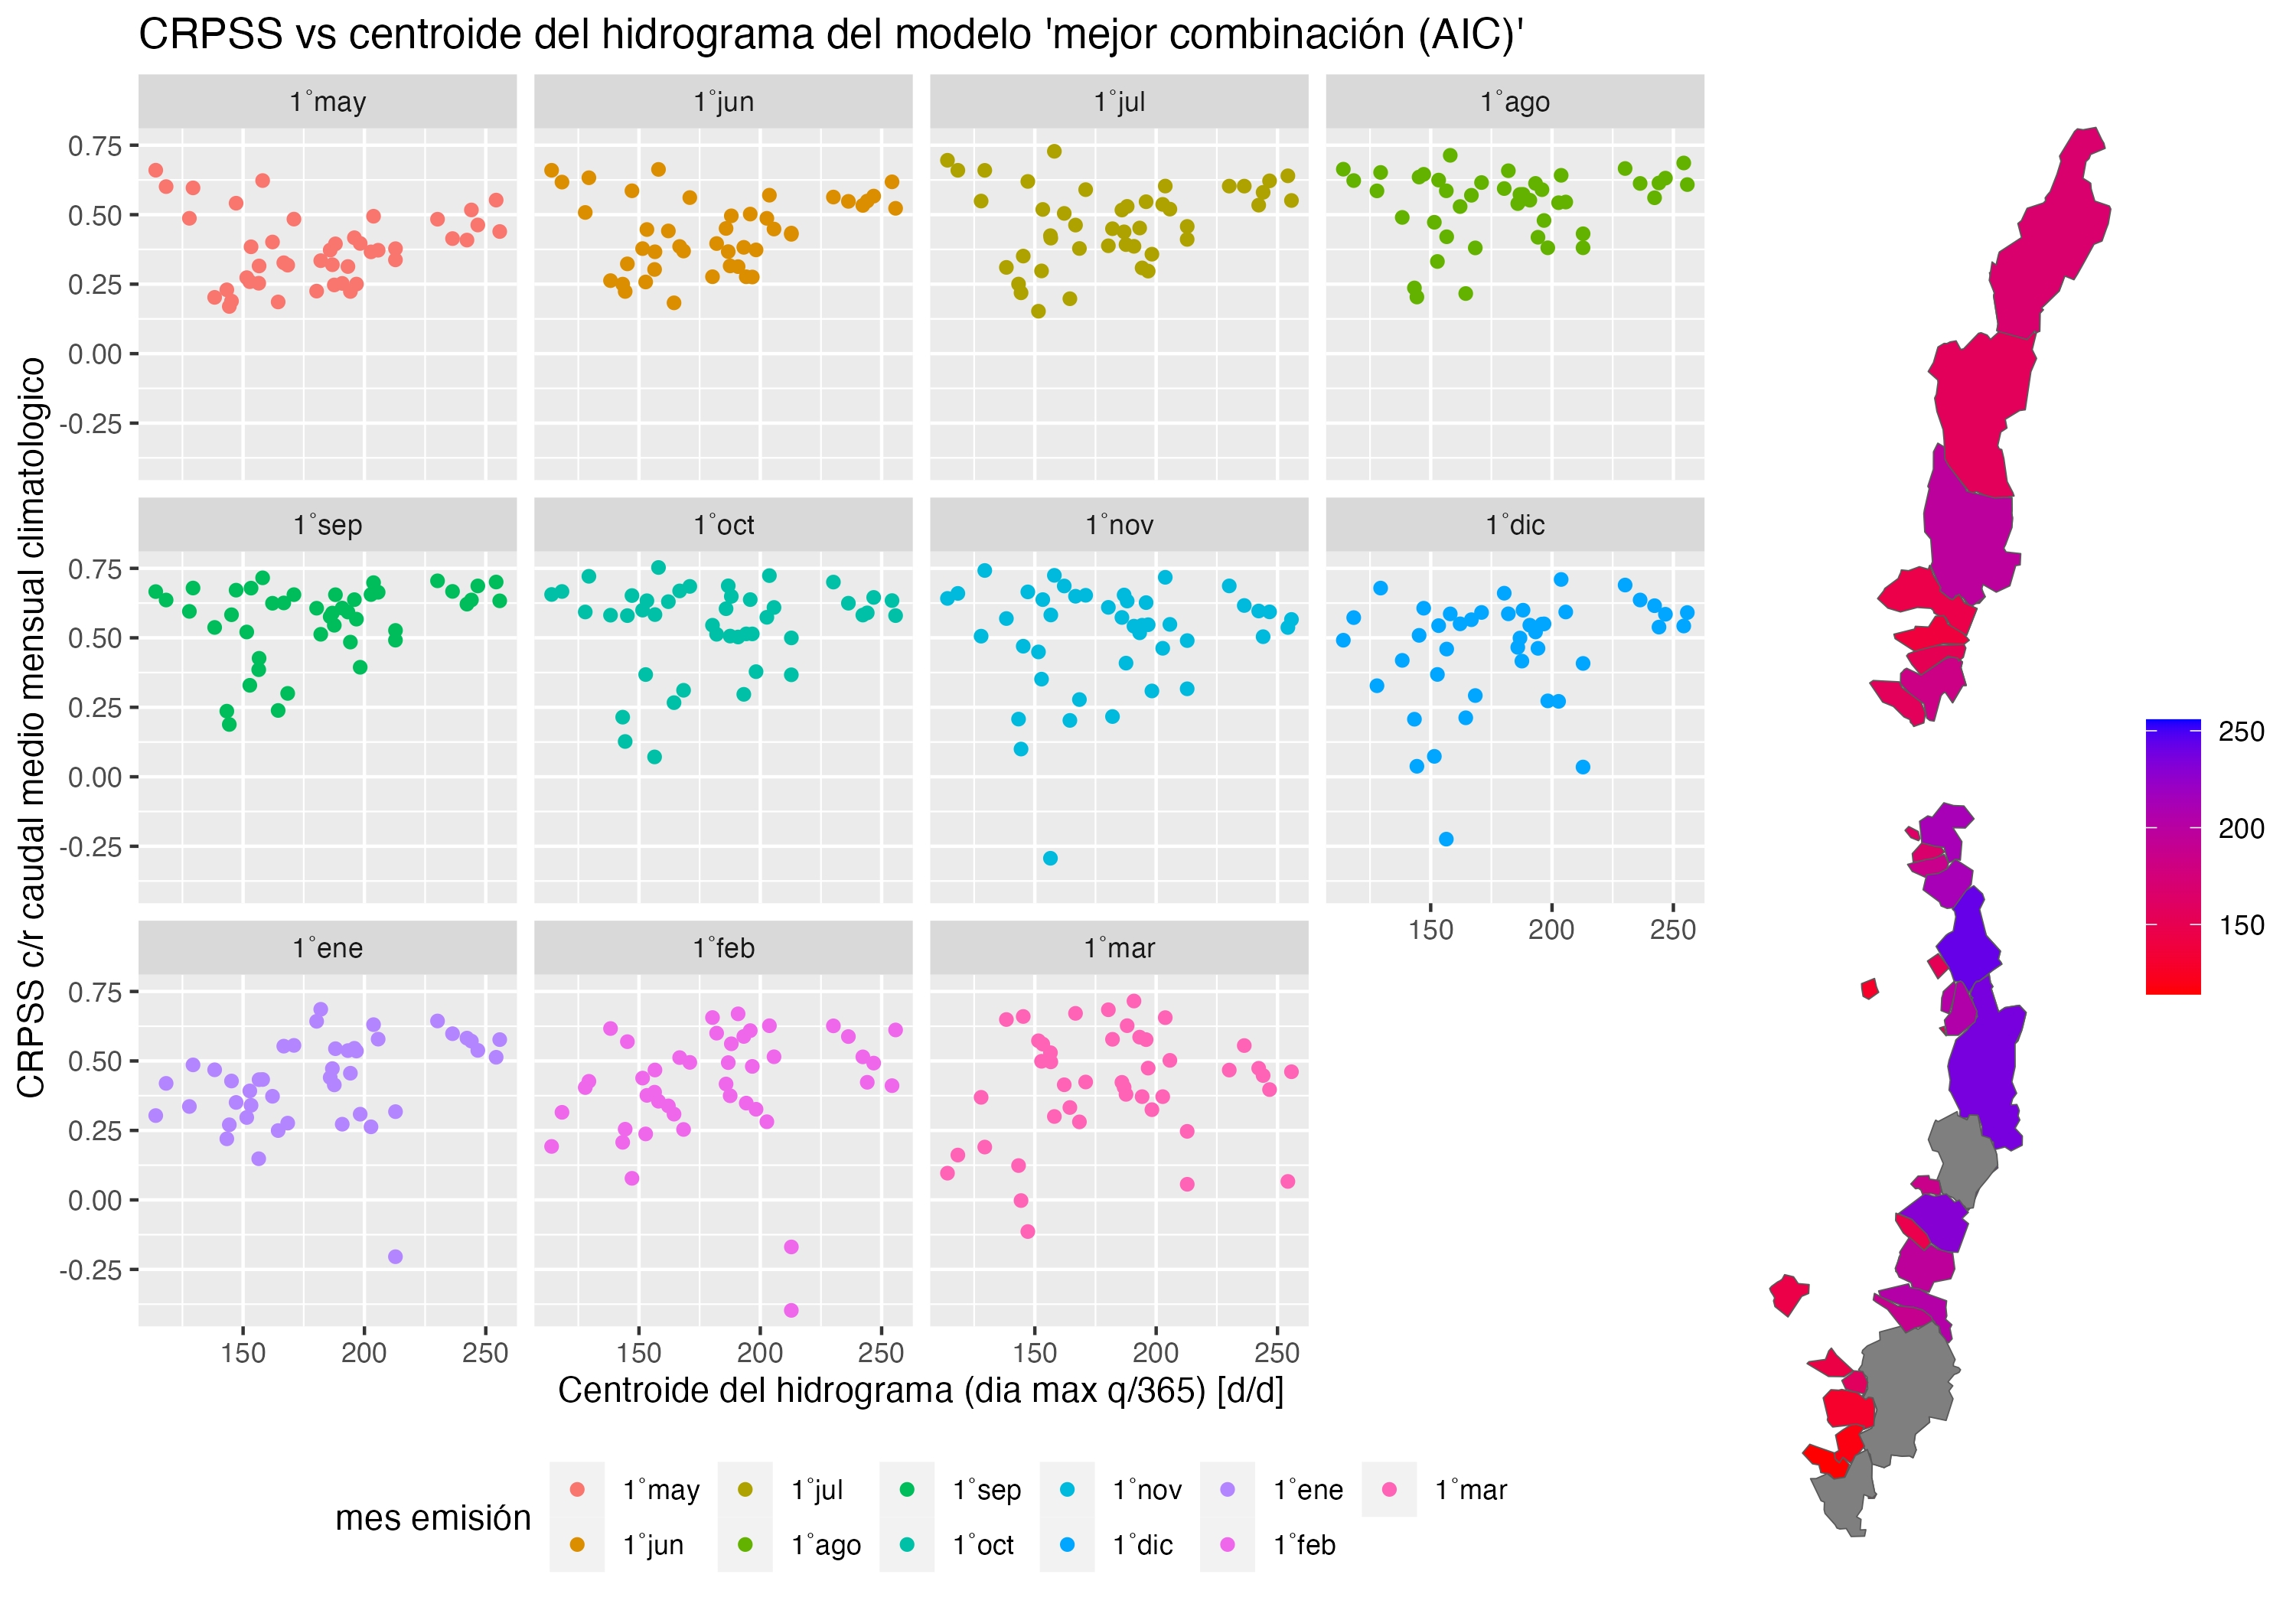 CRPSS vs centroide del hidrograma del modelo 'mejor combinación (AIC)'
1°may 1°jun 1°jul 1°ago
0.75
0.50
0.25
0.00
-0.25
1°sep 1°oct 1°nov 1°dic
0.75
0.50
0.25
0.00
-0.25
150 200 250
1°ene 1°feb 1°mar
0.75
0.50
0.25
0.00
-0.25
150 200 250 150 200 250 150 200 250
CRPSS c/r caudal medio mensual climatologico
Centroide del hidrograma (dia max q/365) [d/d]
mes emisión
1°may 1°jul 1°sep 1°nov 1°ene 1°mar
1°jun 1°ago 1°oct 1°dic 1°feb
250
200
150